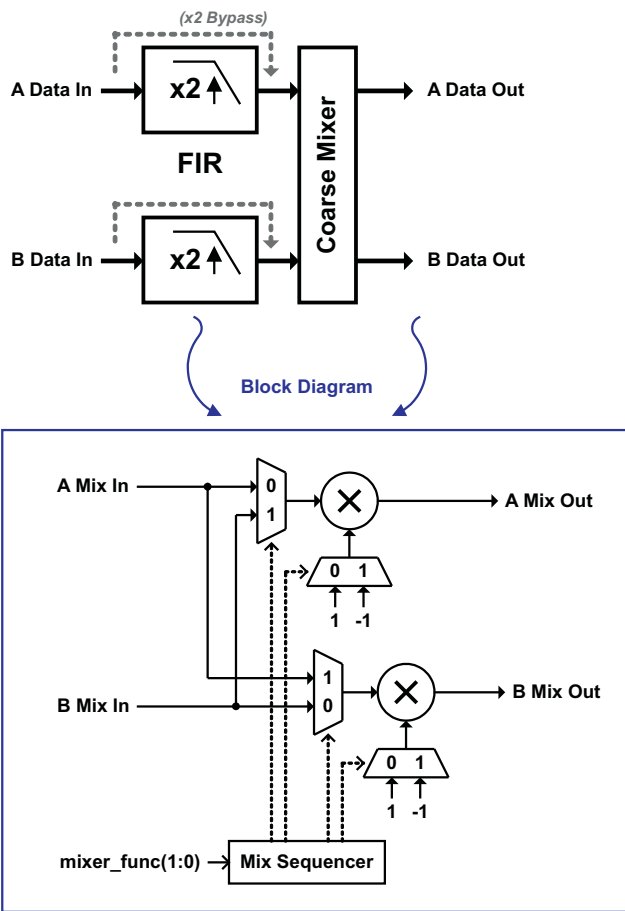 (x2 Bypass)
A Data In
x2
A Data Out
FIR
Coarse Mixer
B Data In
x2
B Data Out
Block Diagram
A Mix In
0
1
A Mix Out
0 1
1 -1
1
0
B Mix In
B Mix Out
0 1
1 -1
mixer_func(1:0)
Mix Sequencer